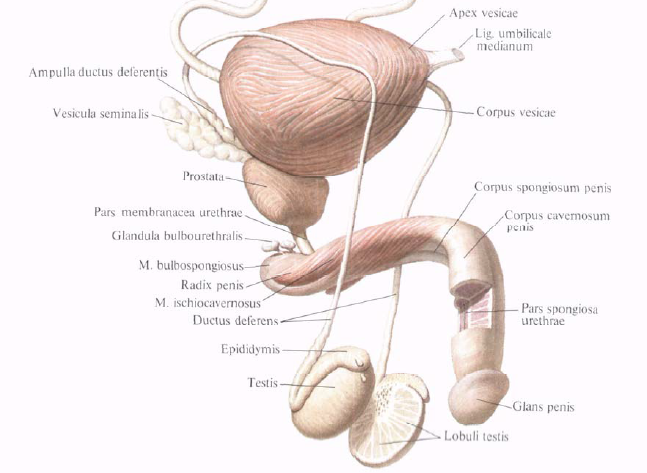 Apex vesicae
Lig. umbilicale
medianum
Ampulla ductus deferentis
Vesicula seminalis
Corpus vesicae
Prostata
Corpus spongiosum penis
Pars membranacea urethrae
Corpus cavernosum
penis
Glandula bulbourethralis
M. bulbospongiosus
Radix penis
M. ischiocavernosus
Ductus deferens
Pars spongiosa
urethrae
Epididymis
Testis
Glans penis
Lobuli testis